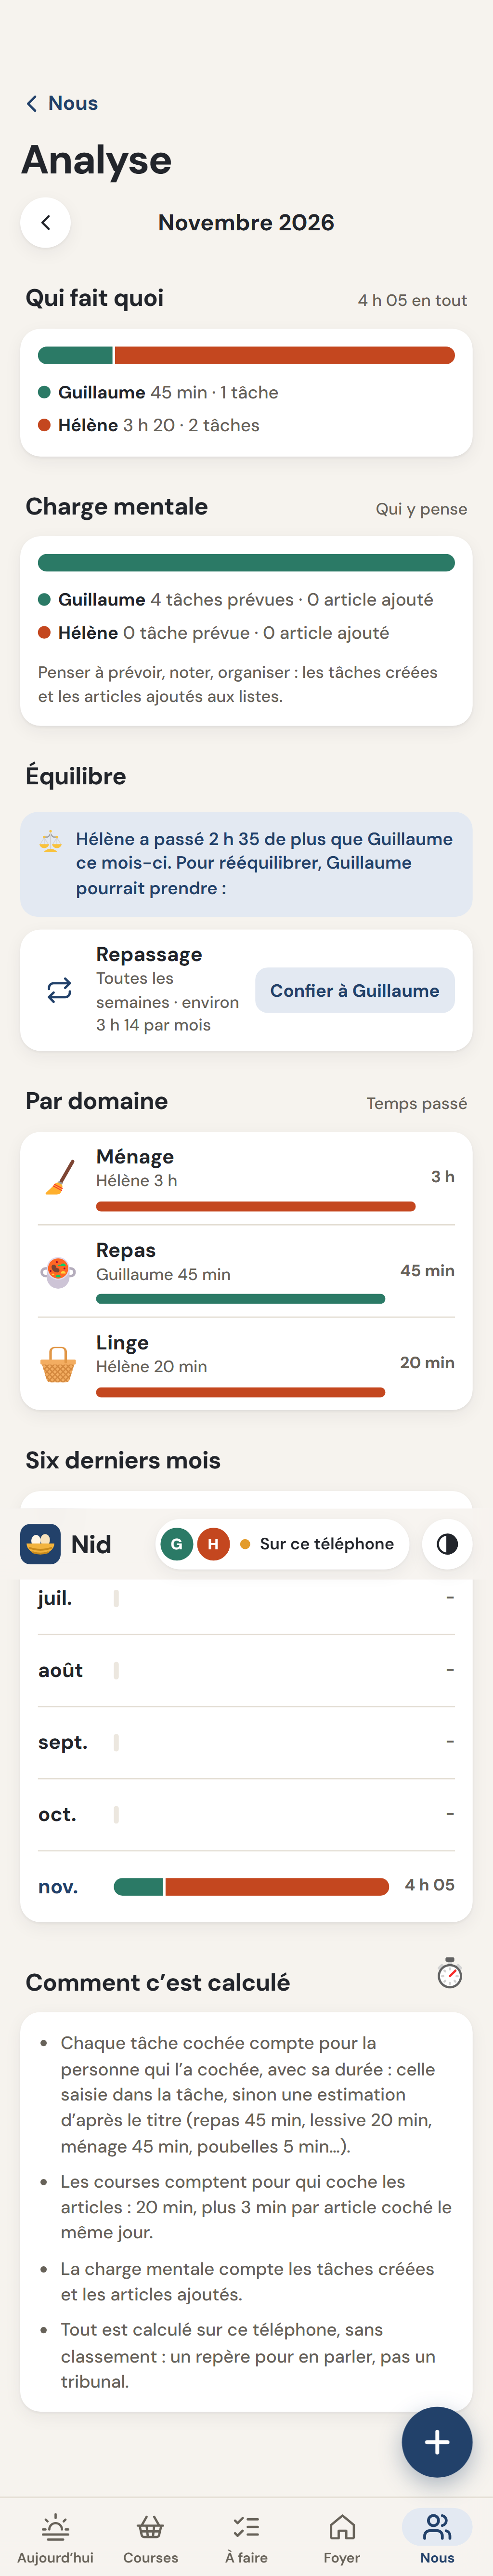 Nous
Analyse
Novembre 2026
Qui fait quoi
4 h 05 en tout
Guillaume 45 min · 1 tâche
Hélène 3 h 20 · 2 tâches
Charge mentale
Qui y pense
Guillaume 4 tâches prévues · 0 article ajouté
Hélène 0 tâche prévue · 0 article ajouté
Penser à prévoir, noter, organiser : les tâches créées
et les articles ajoutés aux listes.
Équilibre
Hélène a passé 2 h 35 de plus que Guillaume
ce mois-ci. Pour rééquilibrer, Guillaume
pourrait prendre :
Repassage
Toutes les
semaines · environ
3 h 14 par mois
Confier à Guillaume
Par domaine
Temps passé
Ménage
Hélène 3 h
3 h
Repas
Guillaume 45 min
45 min
Linge
Hélène 20 min
20 min
Six derniers mois
Nid
G
H
Sur ce téléphone
juil.
–
août
–
sept.
–
oct.
–
nov.
4 h 05
Comment c’est calculé
Chaque tâche cochée compte pour la
personne qui l’a cochée, avec sa durée : celle
saisie dans la tâche, sinon une estimation
d’après le titre (repas 45 min, lessive 20 min,
ménage 45 min, poubelles 5 min…).
Les courses comptent pour qui coche les
articles : 20 min, plus 3 min par article coché le
même jour.
La charge mentale compte les tâches créées
et les articles ajoutés.
Tout est calculé sur ce téléphone, sans
classement : un repère pour en parler, pas un
tribunal.
Aujourd’hui
Courses
À faire
Foyer
Nous